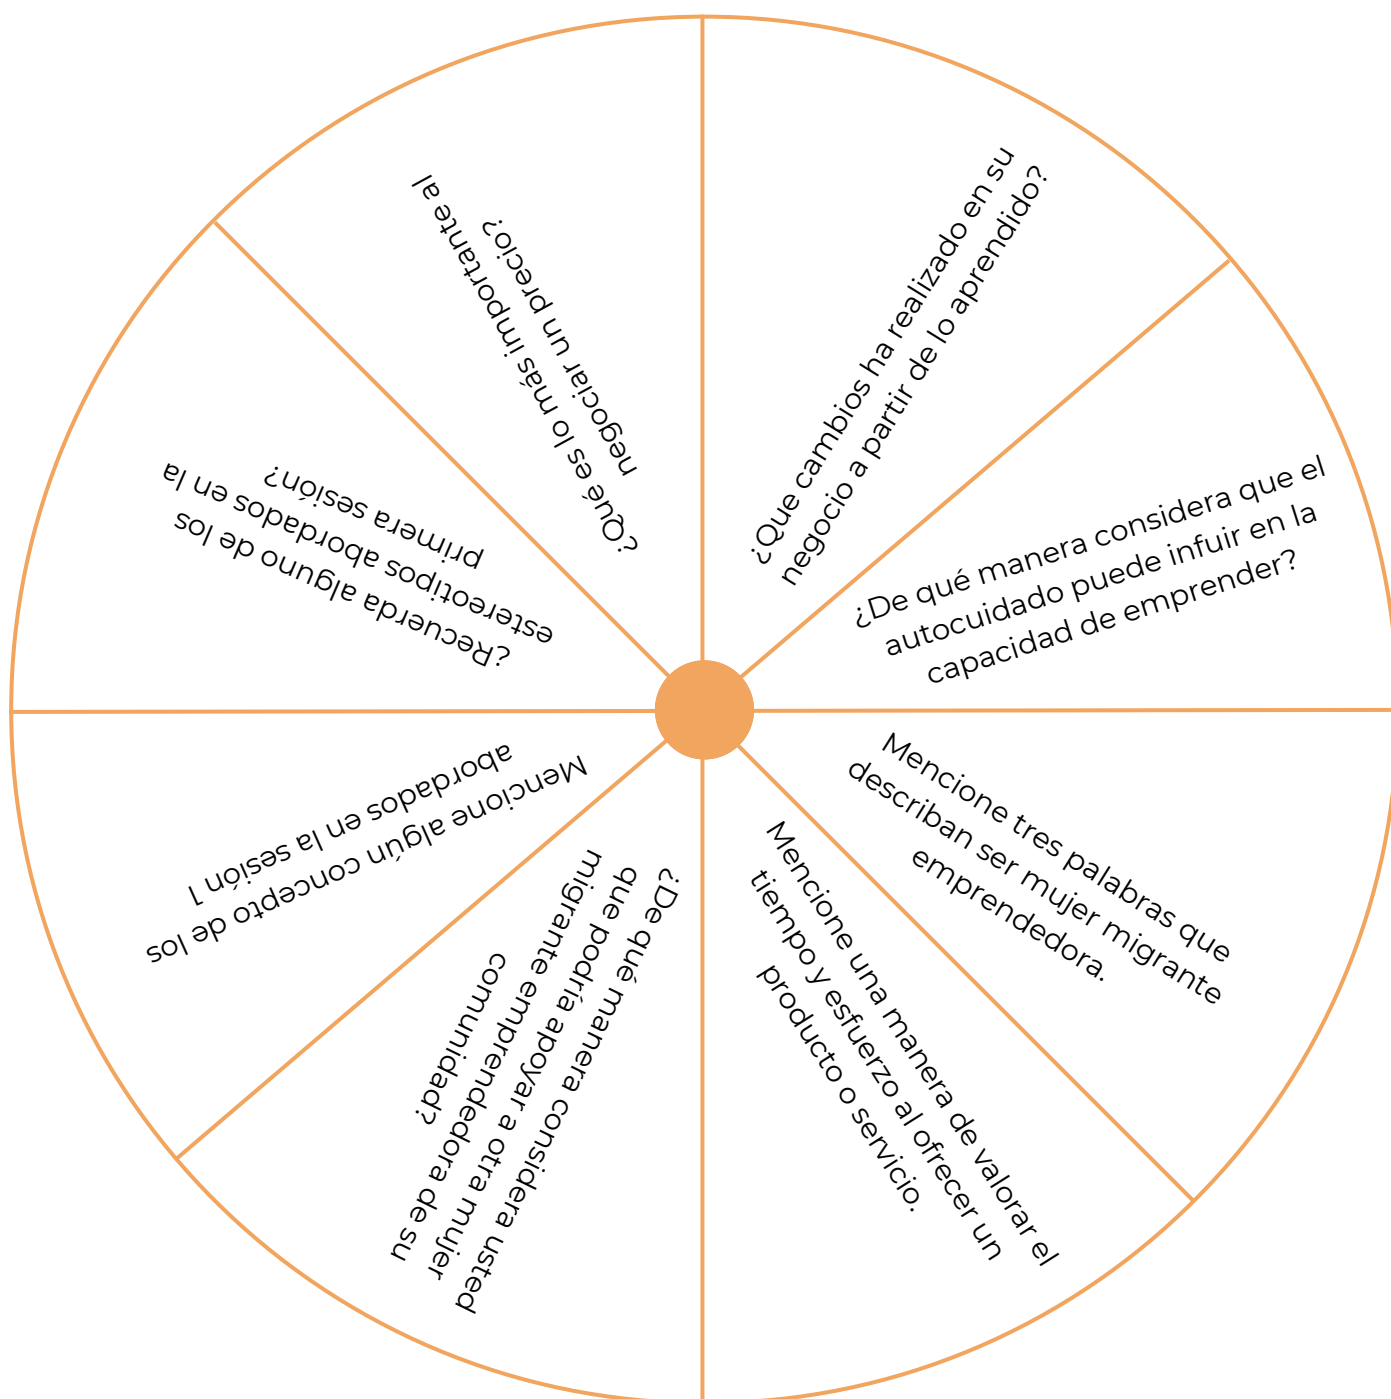 ¿Que cambios ha realizado en su
negocio a partir de lo aprendido?
¿De qué manera considera que el
autocuidado puede infuir en la
capacidad de emprender?
Mencione tres palabras que
describan ser mujer migrante
emprendedora.
Mencione una manera de valorar el
tiempo y esfuerzo al ofrecer un
producto o servicio.
¿De qué manera considera usted
que podría apoyar a otra mujer
migrante emprendedora de su
comunidad?
Mencione algún concepto de los
abordados en la sesión 1
¿Recuerda alguno de los
estereotipos abordados en la
primera sesión?
¿Qué es lo más importante al
negociar un precio?